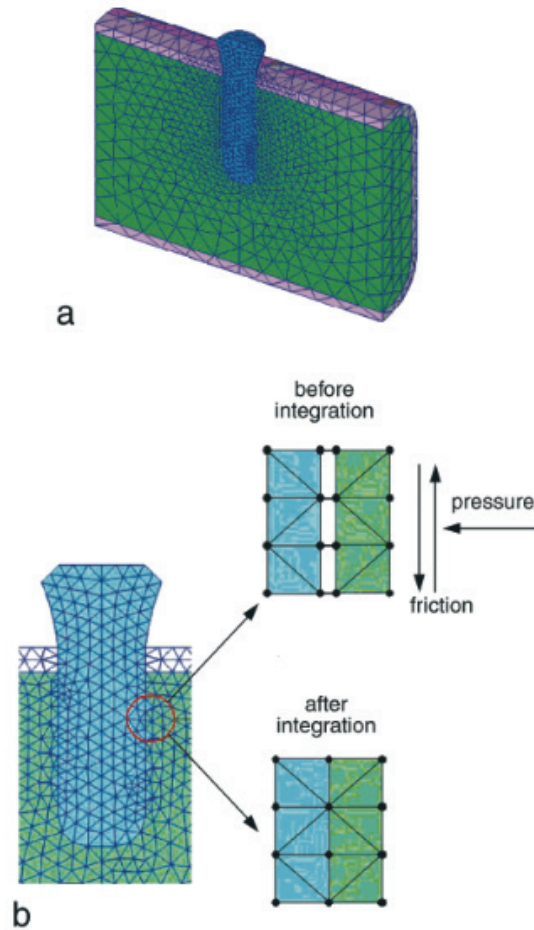 a
before
integration
pressure
friction
after
integration
b